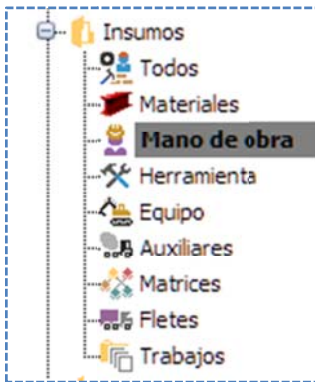 Insumos
Todos
Materiales
Mano de obra
Herramienta
Equipo
Auxiliares
Matrices
Fletes
Trabajos